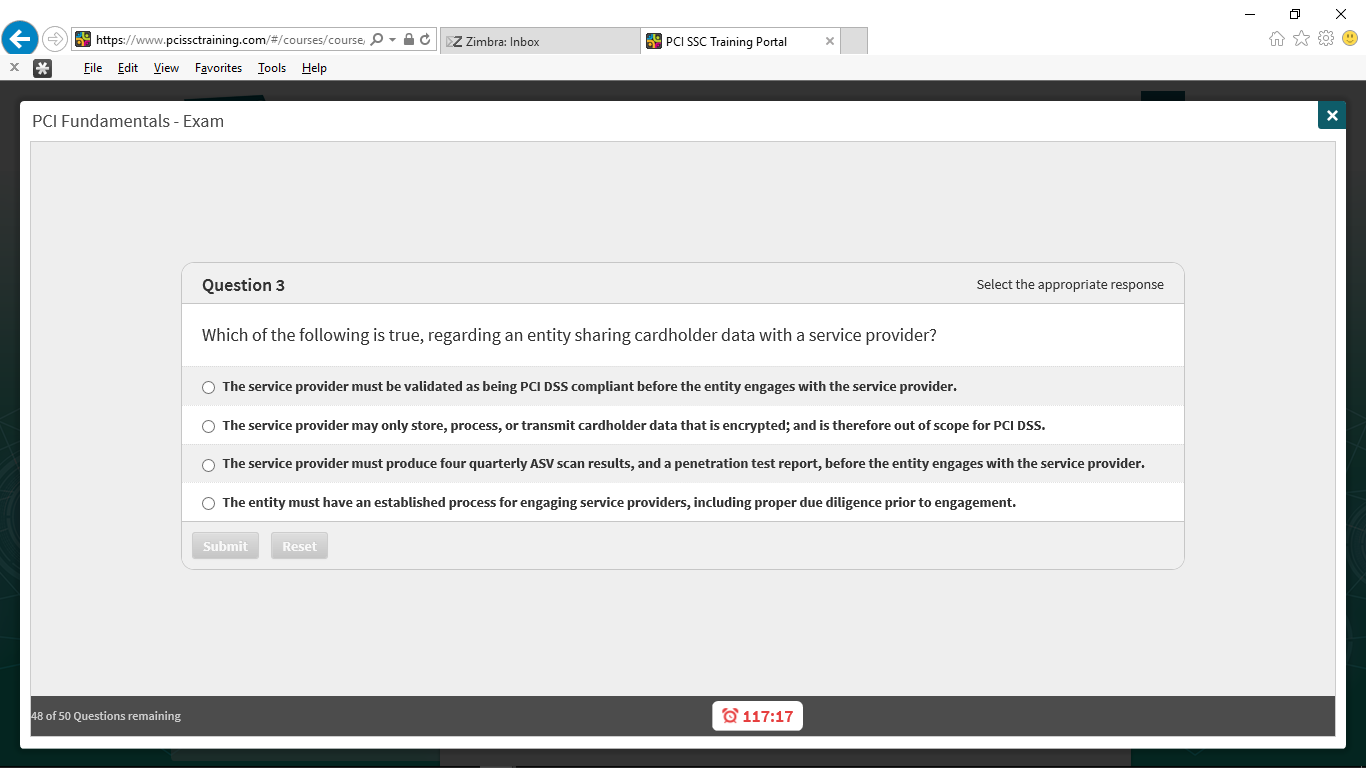 https://www.pcissctraining.com/#/courses/course,
Zimbra: Inbox
PCI SSC Training Portal
File Edit View Favorites Tools Help
PCI Fundamentals - Exam
Question 3
Select the appropriate response
Which of the following is true, regarding an entity sharing cardholder data with a service provider?
The service provider must be validated as being PCI DSS compliant before the entity engages with the service provider.
The service provider may only store, process, or transmit cardholder data that is encrypted; and is therefore out of scope for PCI DSS.
The service provider must produce four quarterly ASV scan results, and a penetration test report, before the entity engages with the service provider.
The entity must have an established process for engaging service providers, including proper due diligence prior to engagement.
Submit Reset
48 of 50 Questions remaining
117:17